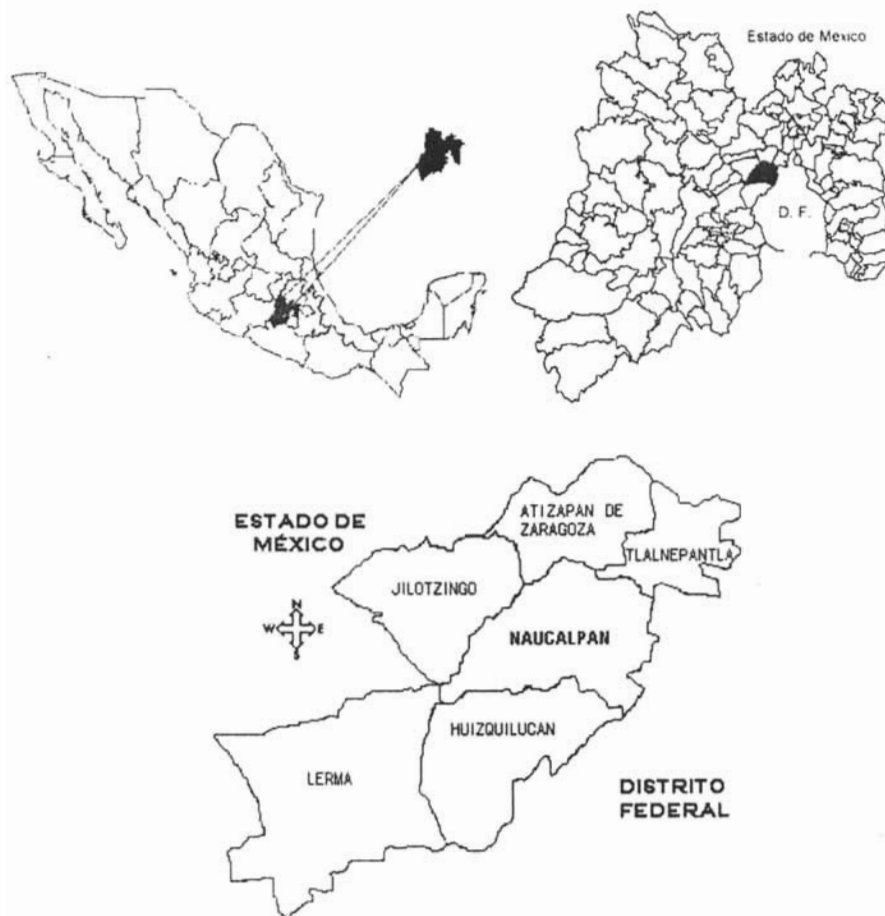 Estado de Mexico
D. F.
ESTADO DE
MÉXICO
ATIZAPAN DE
ZARAGOZA
TLALNEPANTLA
JILOTZINGO
N
W E
S
NAUCALPAN
HUIZQUILUCAN
LERMA
DISTRITO
FEDERAL